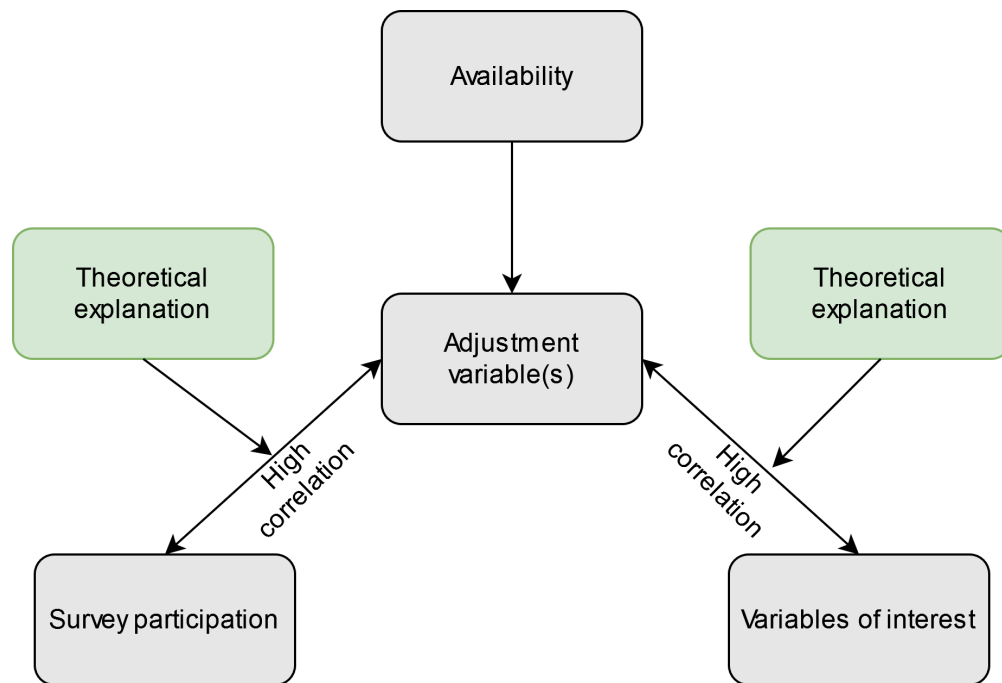 Availability
Theoretical
explanation
Theoretical
explanation
Adjustment
variable(s)
High
correlation
High
correlation
Survey participation
Variables of interest